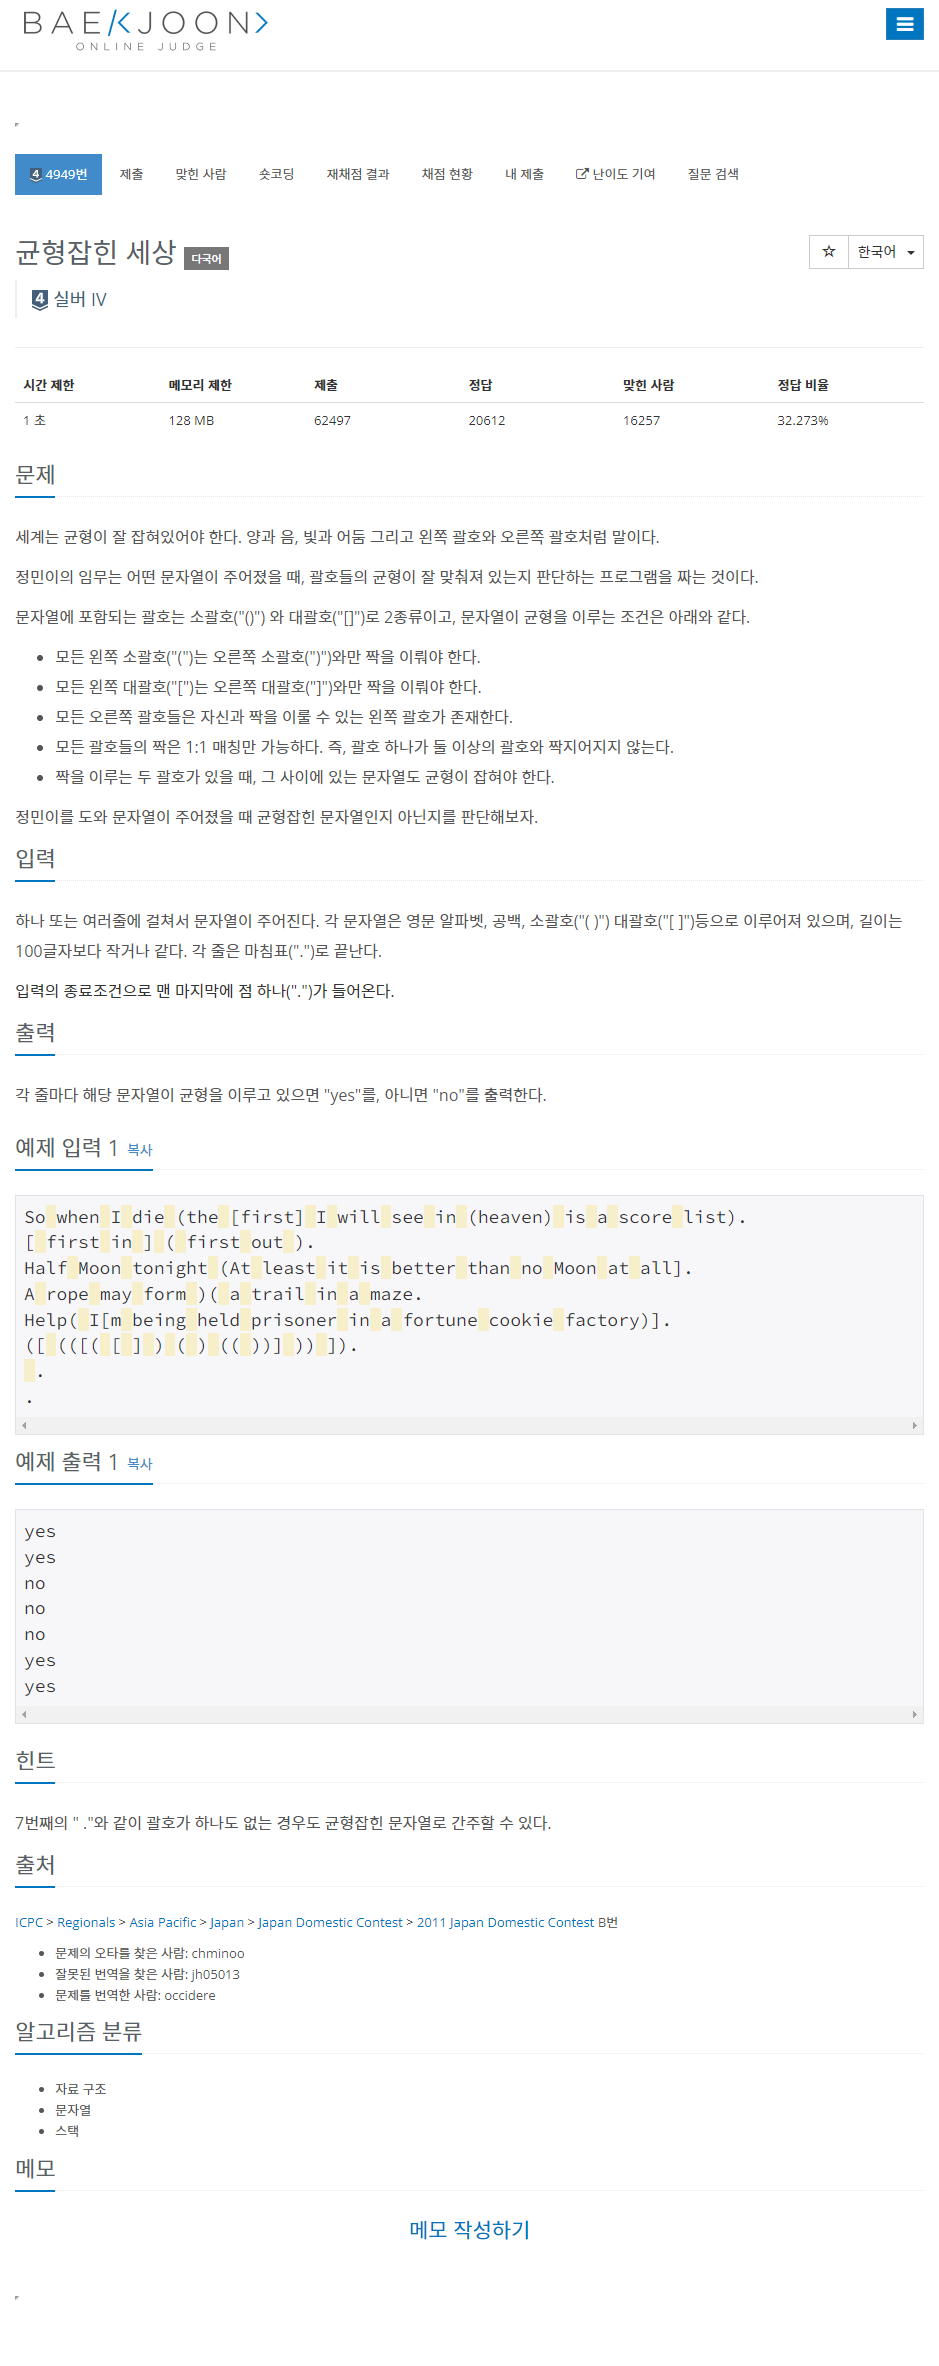 BAEKJOON>
ONLINE JUDGE
4 4949번 제출 맞힌 사람 숏코딩 재채점 결과 채점 현황 내 제출 난이도 기여 질문 검색
균형잡힌 세상 다국어 ☆ 한국어
4 실버 IV
시간 제한 메모리 제한 제출 정답 맞힌 사람 정답 비율
1 초 128 MB 62497 20612 16257 32.273%
문제
세계는 균형이 잘 잡혀있어야 한다. 양과 음, 빛과 어둠 그리고 왼쪽 괄호와 오른쪽 괄호처럼 말이다.
정민이의 임무는 어떤 문자열이 주어졌을 때, 괄호들의 균형이 잘 맞춰져 있는지 판단하는 프로그램을 짜는 것이다.
문자열에 포함되는 괄호는 소괄호("()") 와 대괄호("[]")로 2종류이고, 문자열이 균형을 이루는 조건은 아래와 같다.
• 모든 왼쪽 소괄호("(")는 오른쪽 소괄호(")")와만 짝을 이뤄야 한다.
• 모든 왼쪽 대괄호("[")는 오른쪽 대괄호("]")와만 짝을 이뤄야 한다.
• 모든 오른쪽 괄호들은 자신과 짝을 이룰 수 있는 왼쪽 괄호가 존재한다.
• 모든 괄호들의 짝은 1:1 매칭만 가능하다. 즉, 괄호 하나가 둘 이상의 괄호와 짝지어지지 않는다.
• 짝을 이루는 두 괄호가 있을 때, 그 사이에 있는 문자열도 균형이 잡혀야 한다.
정민이를 도와 문자열이 주어졌을 때 균형잡힌 문자열인지 아닌지를 판단해보자.
입력
하나 또는 여러줄에 걸쳐서 문자열이 주어진다. 각 문자열은 영문 알파벳, 공백, 소괄호("( )") 대괄호("[ ]")등으로 이루어져 있으며, 길이는
100글자보다 작거나 같다. 각 줄은 마침표(".")로 끝난다.
입력의 종료조건으로 맨 마지막에 점 하나(".")가 들어온다.
출력
각 줄마다 해당 문자열이 균형을 이루고 있으면 "yes"를, 아니면 "no"를 출력한다.
예제 입력 1 복사
So when I die (the [first] I will see in (heaven) is a score list).
[ first in ] ( first out ).
Half Moon tonight (At least it is better than no Moon at all].
A rope may form )( a trail in a maze.
Help( I[m being held prisoner in a fortune cookie factory)].
([ (([( [ ] ) ( ) (( ))] )) ]).
 .
.
예제 출력 1 복사
yes
yes
no
no
no
yes
yes
힌트
7번째의 " ."와 같이 괄호가 하나도 없는 경우도 균형잡힌 문자열로 간주할 수 있다.
출처
ICPC > Regionals > Asia Pacific > Japan > Japan Domestic Contest > 2011 Japan Domestic Contest B번
• 문제의 오타를 찾은 사람: chminoo
• 잘못된 번역을 찾은 사람: jh05013
• 문제를 번역한 사람: occidere
알고리즘 분류
• 자료 구조
• 문자열
• 스택
메모
메모 작성하기